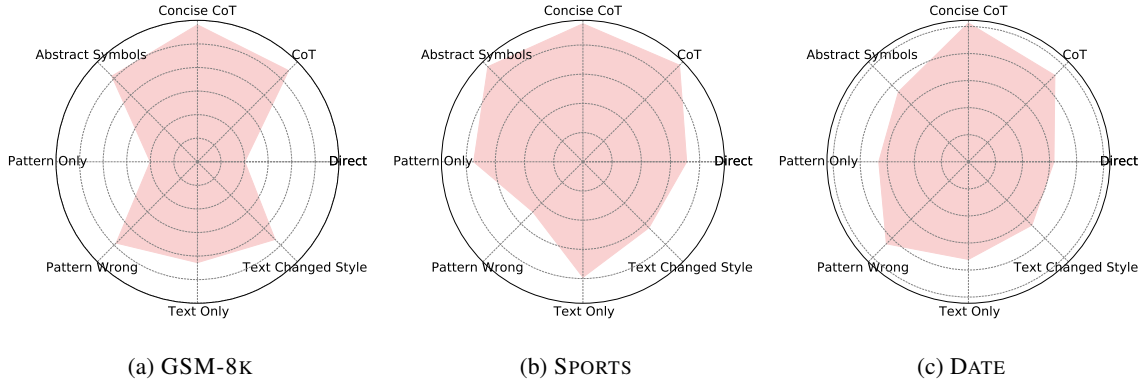 Concise CoT
Abstract Symbols
CoT
Pattern Only
Direct
Pattern Wrong
Text Changed Style
Text Only
(a) GSM-8K
Concise CoT
Abstract Symbols
CoT
Pattern Only
Direct
Pattern Wrong
Text Changed Style
Text Only
(b) SPORTS
Concise CoT
Abstract Symbols
CoT
Pattern Only
Direct
Pattern Wrong
Text Changed Style
Text Only
(c) DATE